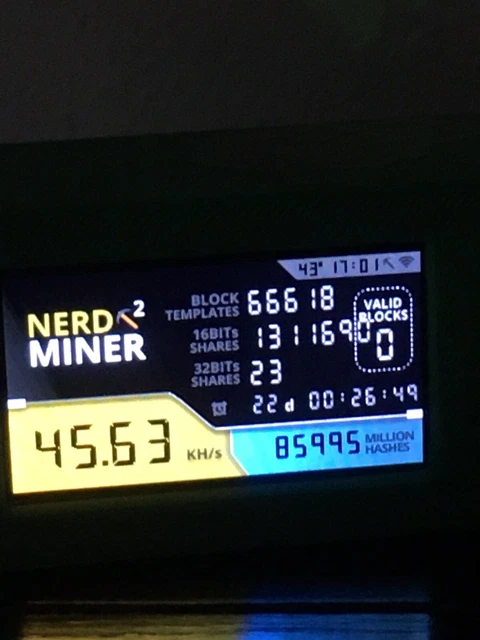 43° 17:01
NERD 2
MINER
BLOCK TEMPLATES 66618
16BITS SHARES 1311690
32BITS SHARES 23
VALID
BLOCKS
0
22d 00:26:49
45.63 KH/s
85995 MILLION HASHES